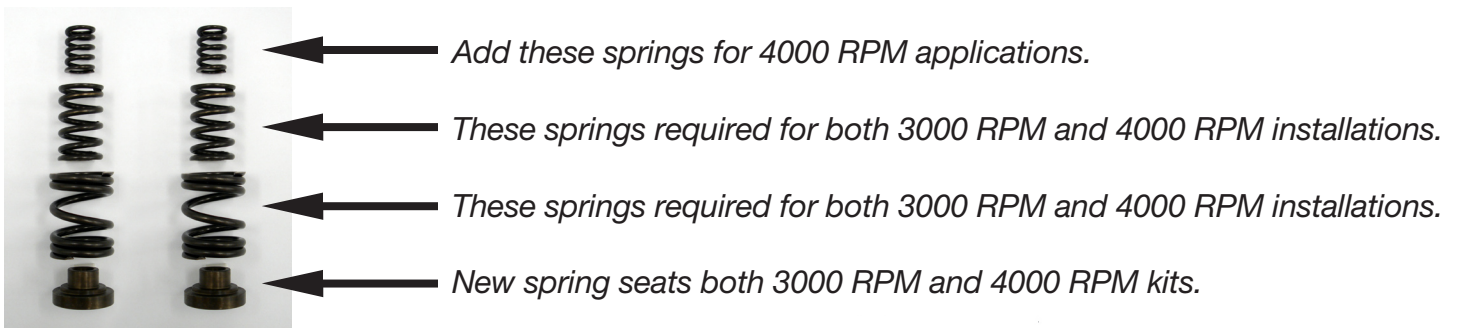 Add these springs for 4000 RPM applications.
These springs required for both 3000 RPM and 4000 RPM installations.
These springs required for both 3000 RPM and 4000 RPM installations.
New spring seats both 3000 RPM and 4000 RPM kits.